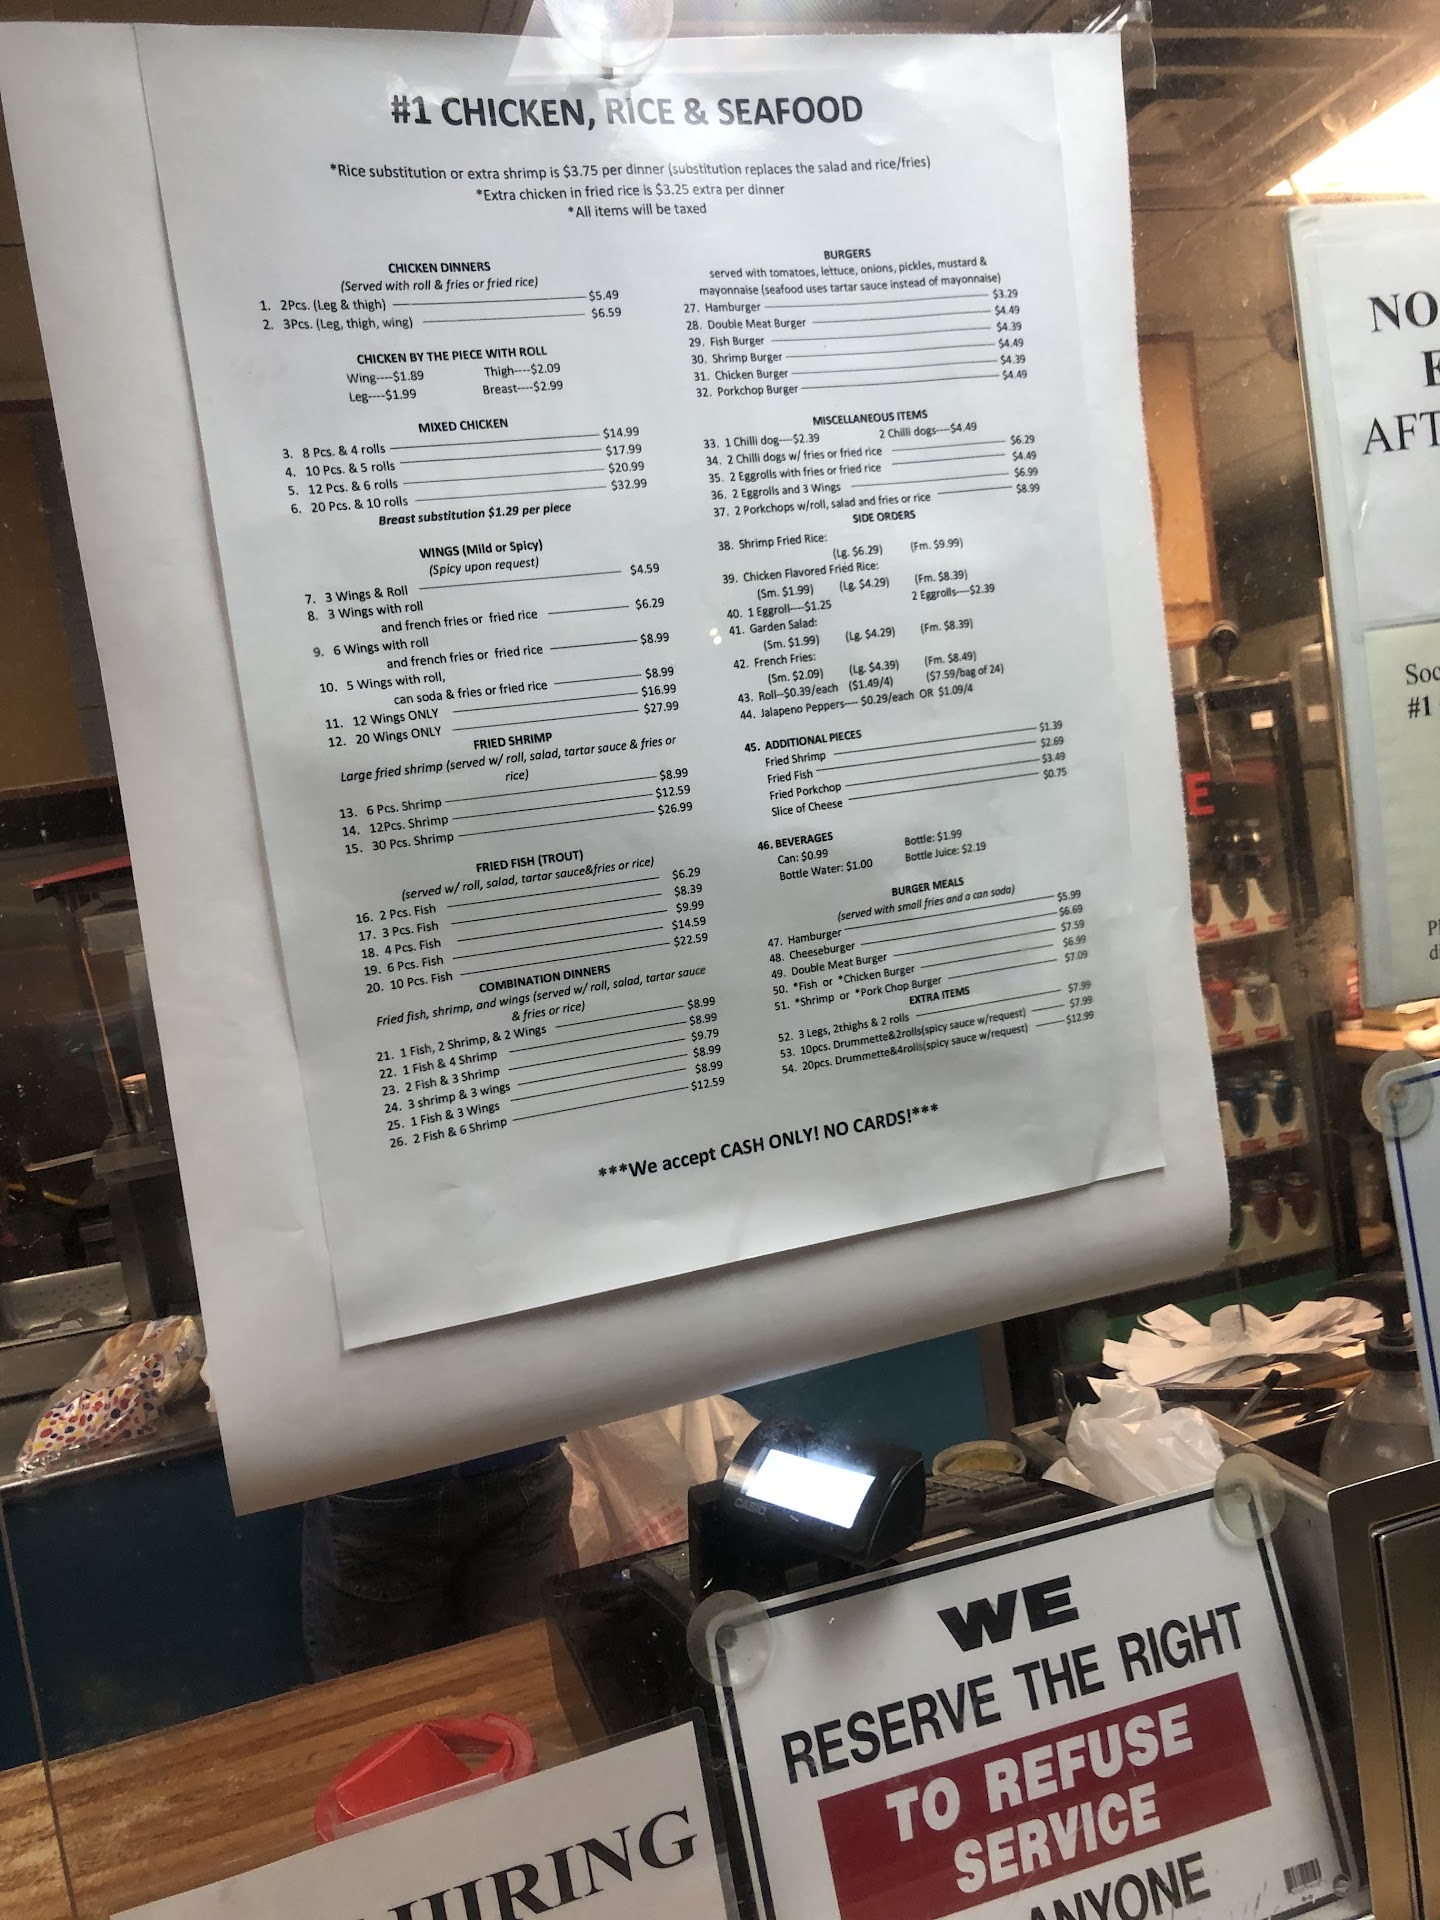 #1 CHICKEN, RICE & SEAFOOD
*Rice substitution or extra shrimp is $3.75 per dinner (substitution replaces the salad and rice/fries)
*Extra chicken in fried rice is $3.25 extra per dinner
*All items will be taxed
CHICKEN DINNERS
(Served with roll & fries or fried rice)
1. 2Pcs. (Leg & thigh) $5.49
2. 3Pcs. (Leg, thigh, wing) $6.59
CHICKEN BY THE PIECE WITH ROLL
Wing----$1.89 Thigh----$2.09
Leg----$1.99 Breast----$2.99
MIXED CHICKEN
3. 8 Pcs. & 4 rolls $14.99
4. 10 Pcs. & 5 rolls $17.99
5. 12 Pcs. & 6 rolls $20.99
6. 20 Pcs. & 10 rolls $32.99
Breast substitution $1.29 per piece
WINGS (Mild or Spicy)
(Spicy upon request)
7. 3 Wings & Roll $4.59
8. 3 Wings with roll
and french fries or fried rice $6.29
9. 6 Wings with roll
and french fries or fried rice $8.99
10. 5 Wings with roll,
can soda & fries or fried rice $8.99
11. 12 Wings ONLY $16.99
12. 20 Wings ONLY $27.99
FRIED SHRIMP
Large fried shrimp (served w/ roll, salad, tartar sauce & fries or
rice)
13. 6 Pcs. Shrimp $8.99
14. 12Pcs. Shrimp $12.59
15. 30 Pcs. Shrimp $26.99
FRIED FISH (TROUT)
(served w/ roll, salad, tartar sauce&fries or rice)
16. 2 Pcs. Fish $6.29
17. 3 Pcs. Fish $8.39
18. 4 Pcs. Fish $9.99
19. 6 Pcs. Fish $14.59
20. 10 Pcs. Fish $22.59
COMBINATION DINNERS
Fried fish, shrimp, and wings (served w/ roll, salad, tartar sauce
& fries or rice)
21. 1 Fish, 2 Shrimp, & 2 Wings $8.99
22. 1 Fish & 4 Shrimp $8.99
23. 2 Fish & 3 Shrimp $9.79
24. 3 shrimp & 3 wings $8.99
25. 1 Fish & 3 Wings $8.99
26. 2 Fish & 6 Shrimp $12.59
BURGERS
served with tomatoes, lettuce, onions, pickles, mustard &
mayonnaise (seafood uses tartar sauce instead of mayonnaise)
27. Hamburger $3.29
28. Double Meat Burger $4.49
29. Fish Burger $4.39
30. Shrimp Burger $4.49
31. Chicken Burger $4.39
32. Porkchop Burger $4.49
MISCELLANEOUS ITEMS
33. 1 Chilli dog----$2.39 2 Chilli dogs----$4.49
34. 2 Chilli dogs w/ fries or fried rice $6.29
35. 2 Eggrolls with fries or fried rice $4.49
36. 2 Eggrolls and 3 Wings $6.99
37. 2 Porkchops w/roll, salad and fries or rice $8.99
SIDE ORDERS
38. Shrimp Fried Rice:
(Lg. $6.29) (Fm. $9.99)
39. Chicken Flavored Fried Rice:
(Sm. $1.99) (Lg. $4.29) (Fm. $8.39)
40. 1 Eggroll----$1.25 2 Eggrolls----$2.39
41. Garden Salad:
(Sm. $1.99) (Lg. $4.29) (Fm. $8.39)
42. French Fries:
(Sm. $2.09) (Lg. $4.39) (Fm. $8.49)
43. Roll--$0.39/each ($1.49/4) ($7.59/bag of 24)
44. Jalapeno Peppers---- $0.29/each OR $1.09/4
45. ADDITIONAL PIECES
Fried Shrimp $1.39
Fried Fish $2.69
Fried Porkchop $3.49
Slice of Cheese $0.75
46. BEVERAGES
Can: $0.99 Bottle: $1.99
Bottle Water: $1.00 Bottle Juice: $2.19
BURGER MEALS
(served with small fries and a can soda)
47. Hamburger $5.99
48. Cheeseburger $6.69
49. Double Meat Burger $7.59
50. *Fish or *Chicken Burger $6.99
51. *Shrimp or *Pork Chop Burger $7.09
EXTRA ITEMS
52. 3 Legs, 2thighs & 2 rolls $7.99
53. 10pcs. Drummette&2rolls(spicy sauce w/request) $7.99
54. 20pcs. Drummette&4rolls(spicy sauce w/request) $12.99
***We accept CASH ONLY! NO CARDS!***
NO
E
AFT
Soc
#1
CASIO
WE
RESERVE THE RIGHT
TO REFUSE
SERVICE
ANYONE
HIRING